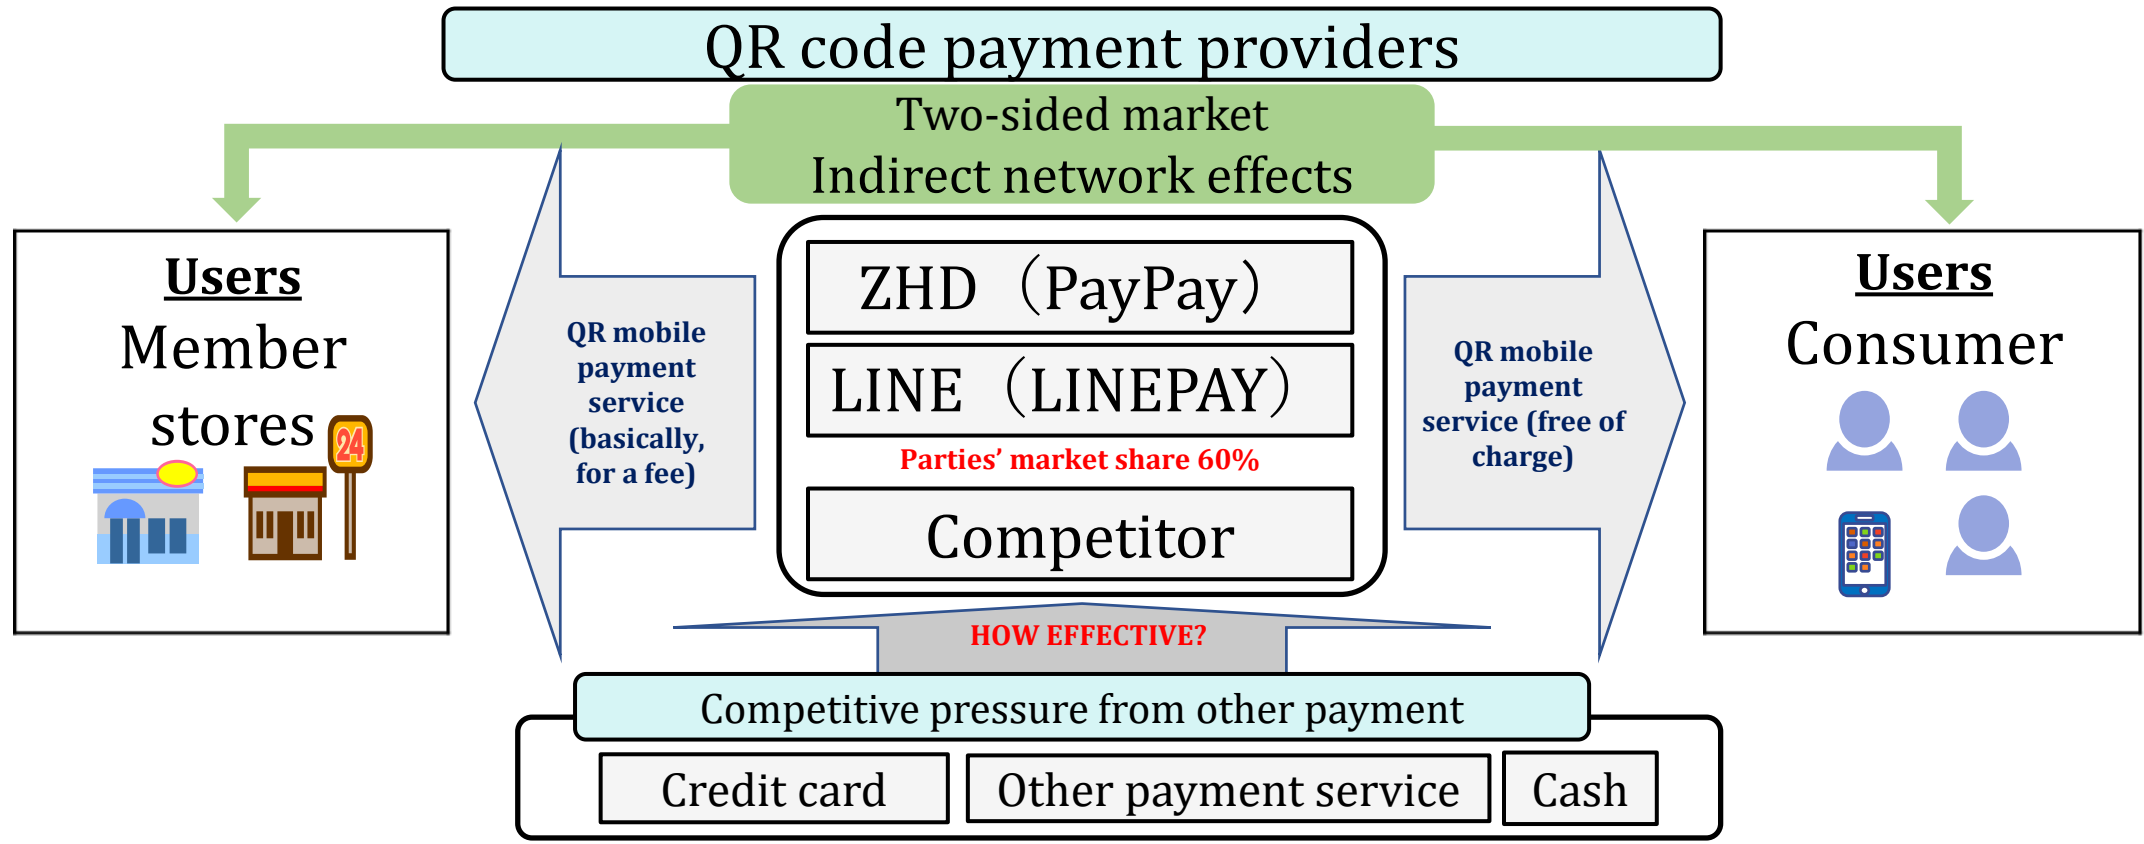 QR code payment providers
Two-sided market
Indirect network effects
Users
Member
stores
24
QR mobile
payment
service
(basically,
for a fee)
ZHD（PayPay）
LINE（LINEPAY）
Parties’ market share 60%
Competitor
QR mobile
payment
service (free of
charge)
Users
Consumer
HOW EFFECTIVE?
Competitive pressure from other payment
Credit card
Other payment service
Cash